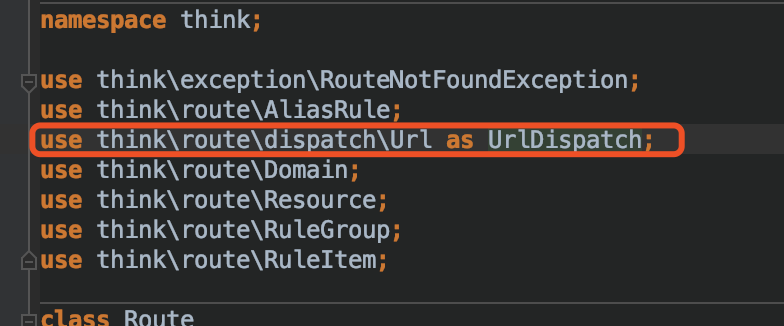 namespace think;
use think\exception\RouteNotFoundException;
use think\route\AliasRule;
use think\route\dispatch\Url as UrlDispatch;
use think\route\Domain;
use think\route\Resource;
use think\route\RuleGroup;
use think\route\RuleItem;
class Route